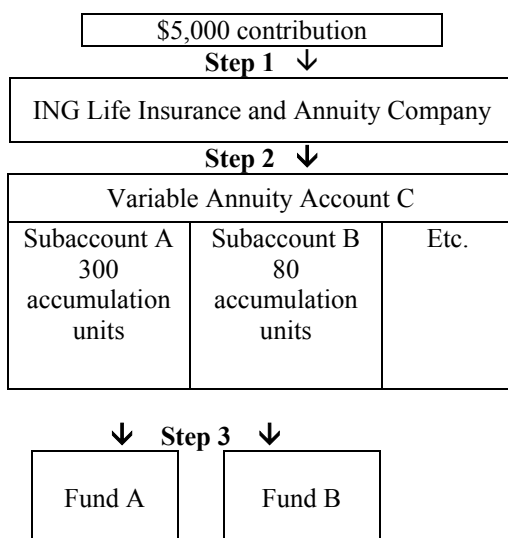 $5,000 contribution
Step 1 ↓
ING Life Insurance and Annuity Company
Step 2 ↓
Variable Annuity Account C
Subaccount A
300
accumulation
units
Subaccount B
80
accumulation
units
Etc.
↓ Step 3 ↓
Fund A
Fund B